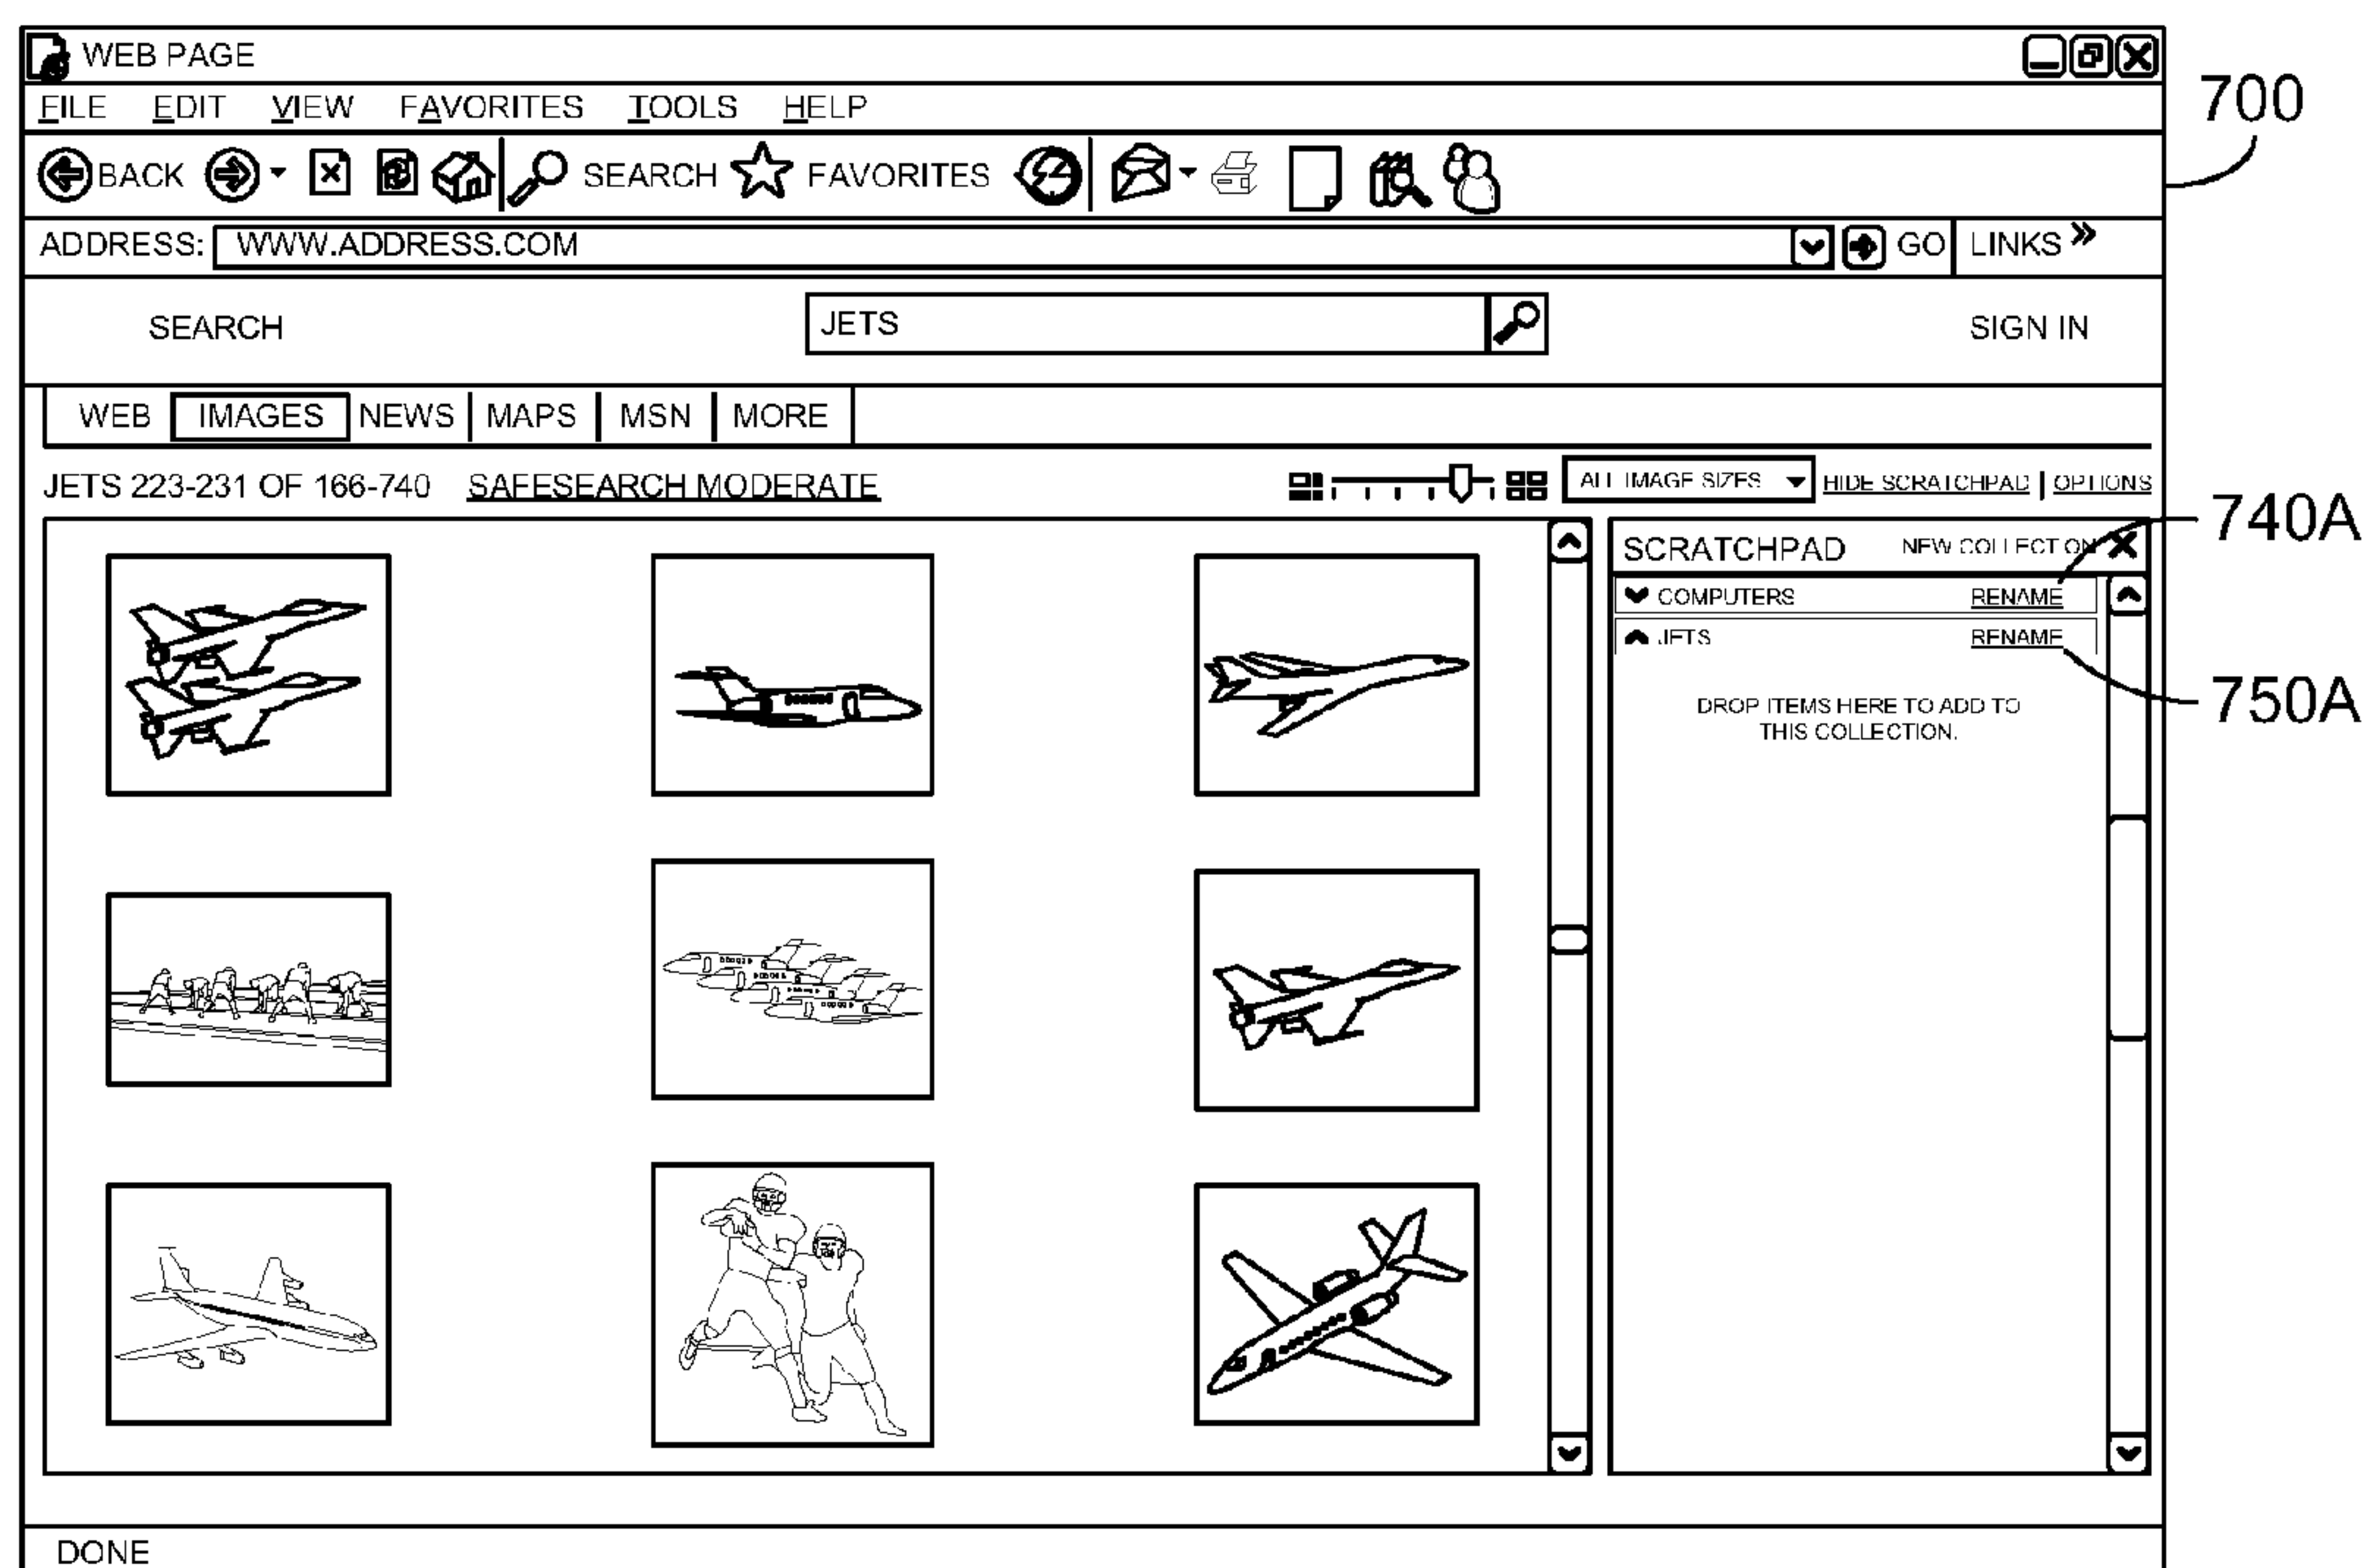 WEB PAGE
FILE EDIT VIEW FAVORITES TOOLS HELP
700
BACK SEARCH FAVORITES
ADDRESS: WWW.ADDRESS.COM GO LINKS »
SEARCH JETS SIGN IN
WEB IMAGES NEWS MAPS MSN MORE
JETS 223-231 OF 166-740 SAFESEARCH MODERATE ALL IMAGE SIZES HIDE SCRATCHPAD | OPTIONS
740A
SCRATCHPAD NEW COLLECTION
COMPUTERS RENAME
JETS RENAME
750A
DROP ITEMS HERE TO ADD TO
THIS COLLECTION.
DONE